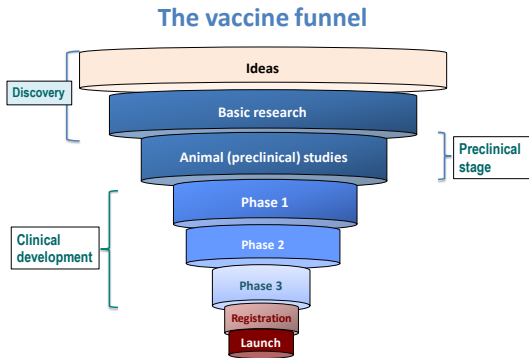 The vaccine funnel
Ideas
Discovery
Basic research
Animal (preclinical) studies
Preclinical
stage
Phase 1
Clinical
development
Phase 2
Phase 3
Registration
Launch